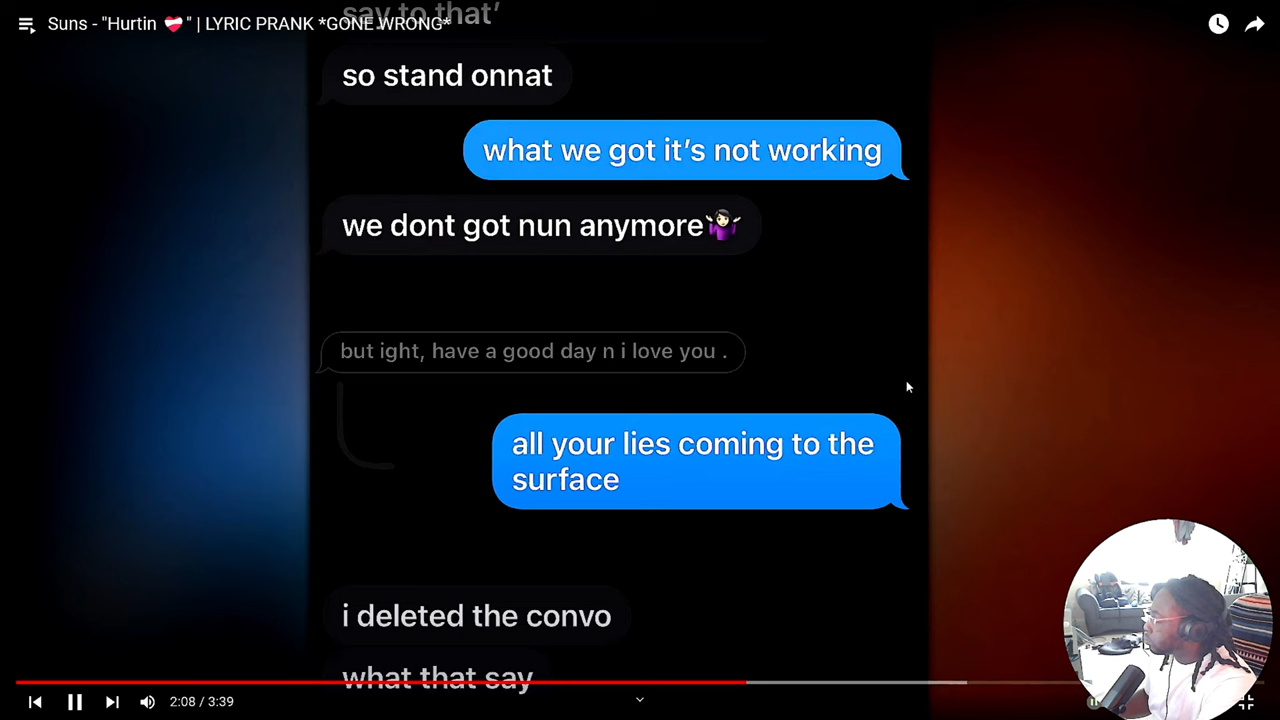 Suns - "Hurtin ❤️‍🩹" | LYRIC PRANK *GONE WRONG*
say to that'
so stand onnat
what we got it's not working
we dont got nun anymore🤷🏻‍♀️
but ight, have a good day n i love you .
all your lies coming to the
surface
i deleted the convo
what that say
2:08 / 3:39